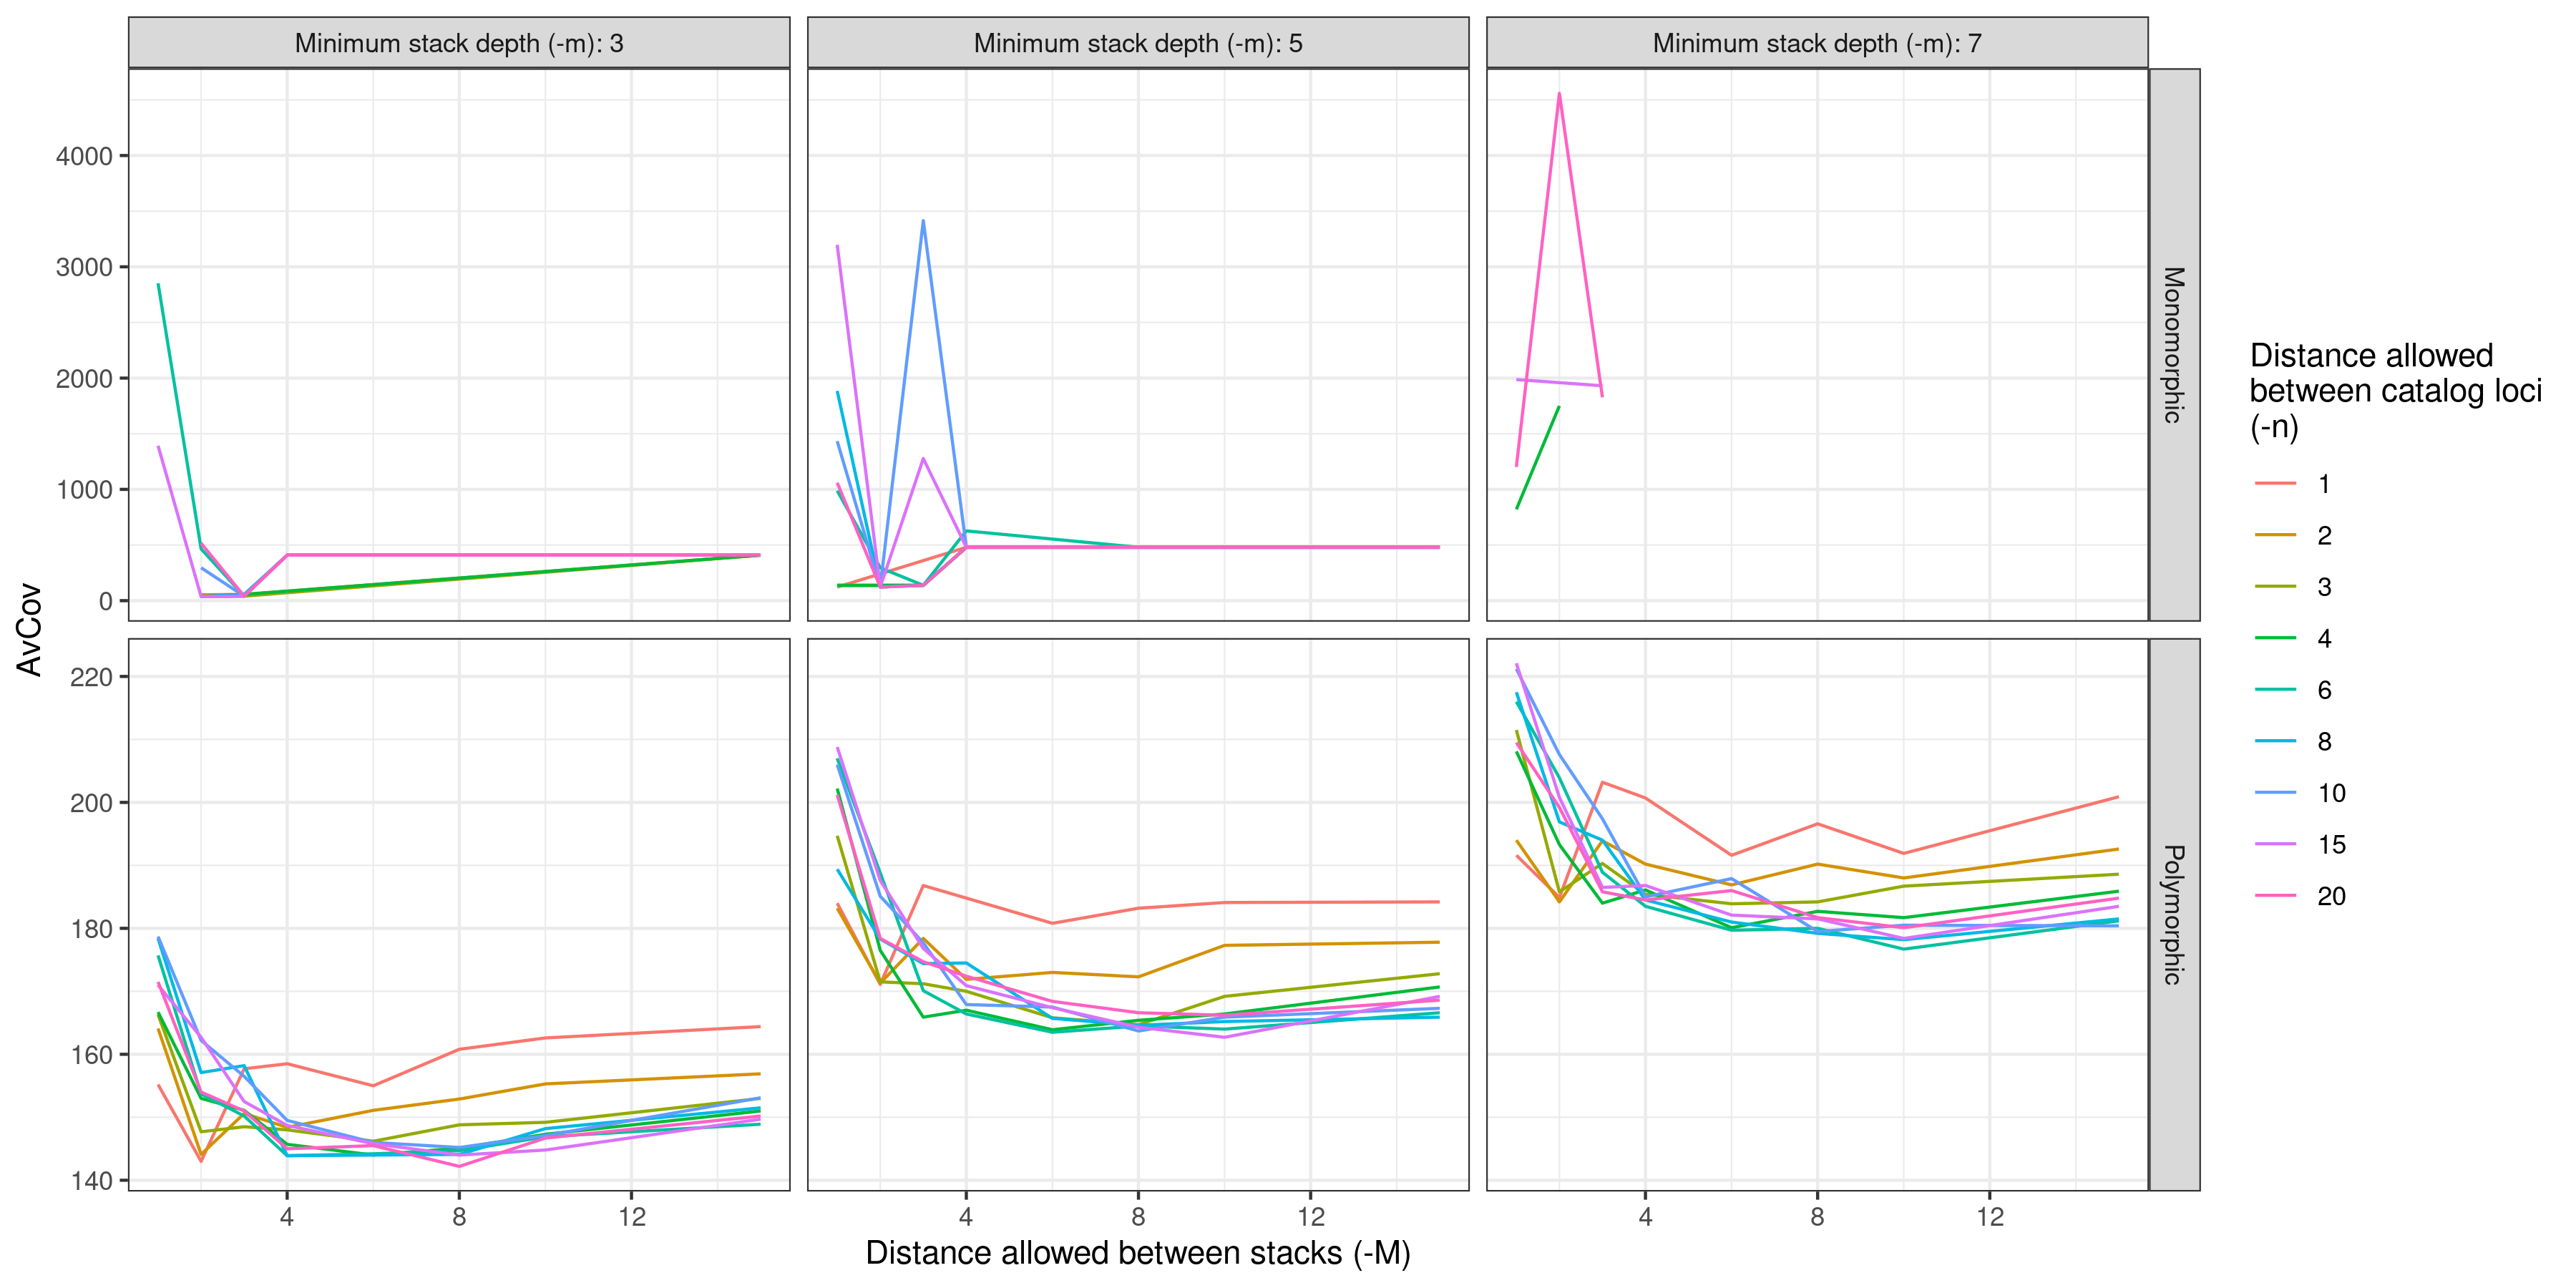 Minimum stack depth (-m): 3
Minimum stack depth (-m): 5
Minimum stack depth (-m): 7
4000
3000
2000
1000
0
Monomorphic
220
200
180
160
140
Polymorphic
AvCov
4
8
12
4
8
12
4
8
12
Distance allowed between stacks (-M)
Distance allowed
between catalog loci
(-n)
1
2
3
4
6
8
10
15
20